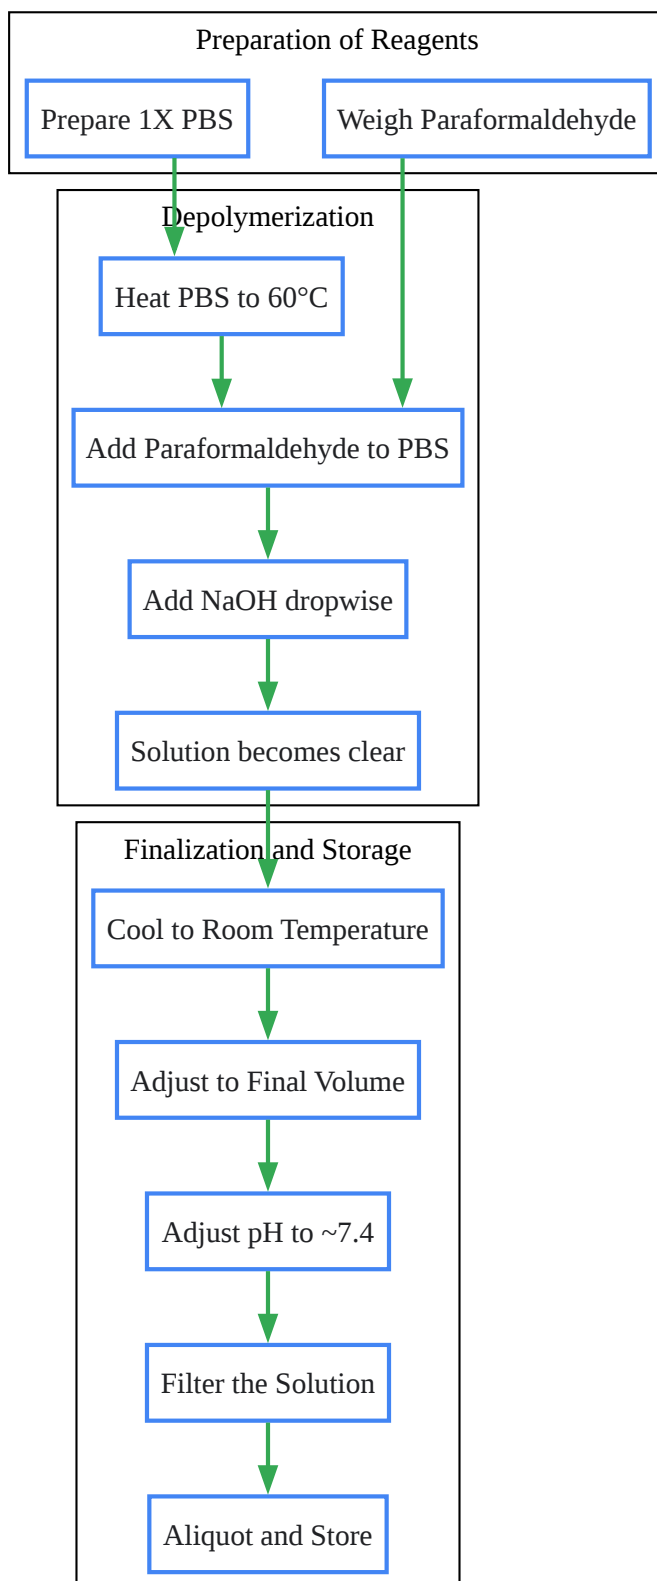 Preparation of Reagents
Prepare 1X PBS
Weigh Paraformaldehyde
Depolymerization
Heat PBS to 60°C
Add Paraformaldehyde to PBS
Add NaOH dropwise
Solution becomes clear
Finalization and Storage
Cool to Room Temperature
Adjust to Final Volume
Adjust pH to ~7.4
Filter the Solution
Aliquot and Store